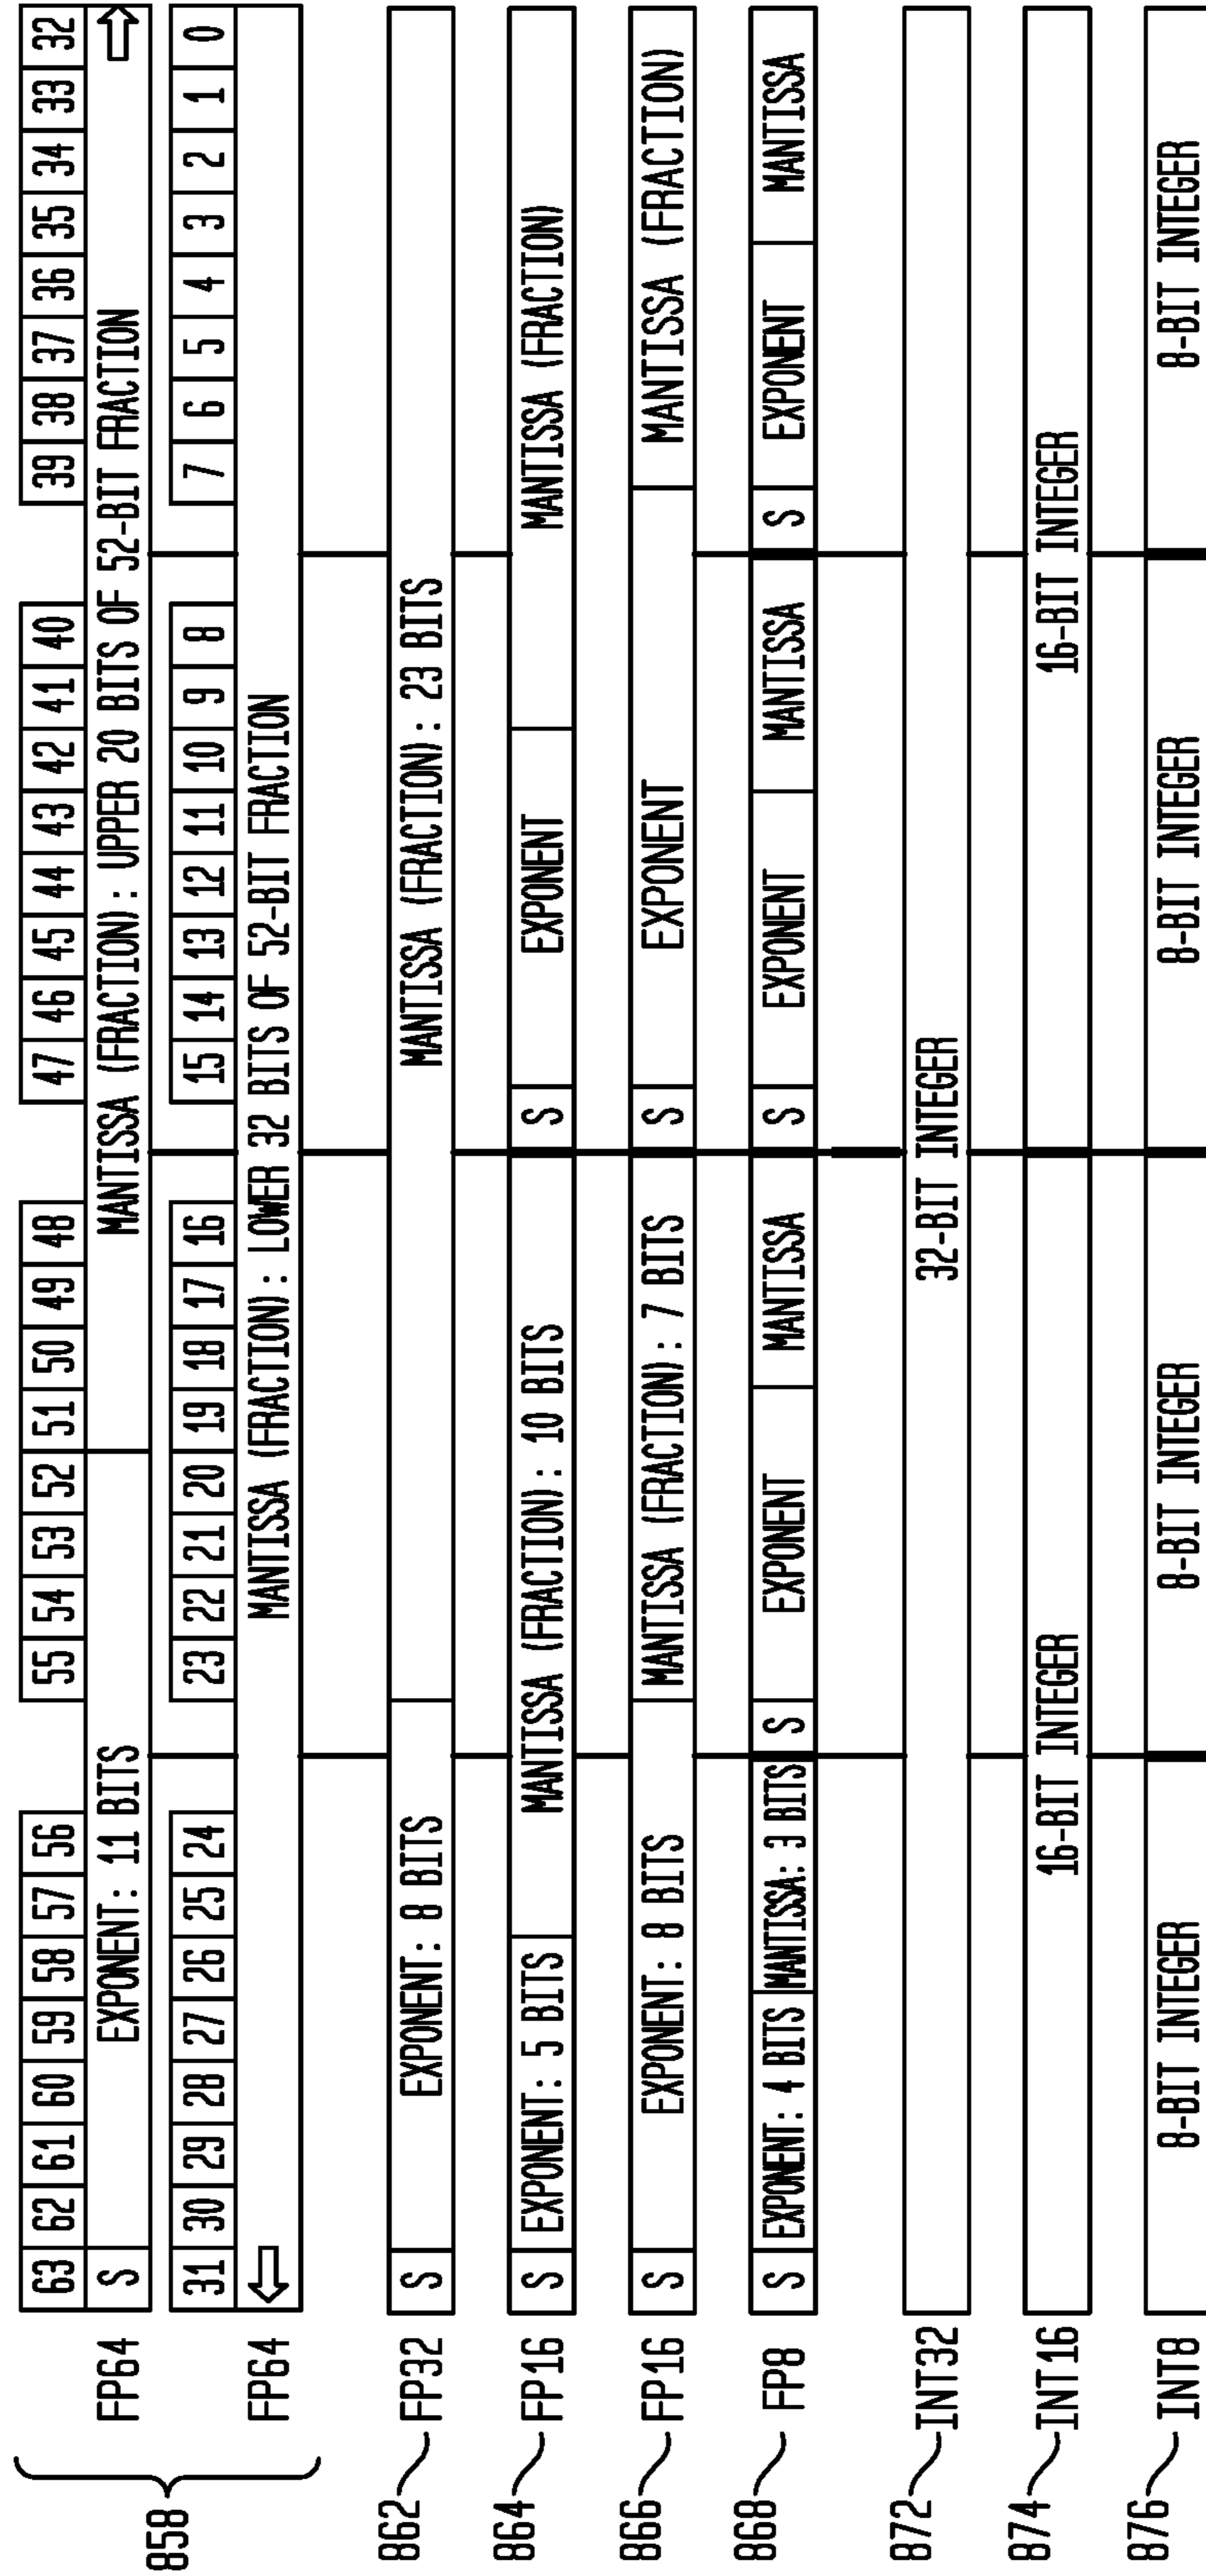 63 62 61 60 59 58 57 56 55 54 53 52 51 50 49 48 47 46 45 44 43 42 41 40 39 38 37 36 35 34 33 32
858 FP64 S EXPONENT: 11 BITS MANTISSA (FRACTION): UPPER 20 BITS OF 52-BIT FRACTION
31 30 29 28 27 26 25 24 23 22 21 20 19 18 17 16 15 14 13 12 11 10 9 8 7 6 5 4 3 2 1 0
FP64 MANTISSA (FRACTION): LOWER 32 BITS OF 52-BIT FRACTION
862 FP32 S EXPONENT: 8 BITS MANTISSA (FRACTION): 23 BITS
864 FP16 S EXPONENT: 5 BITS MANTISSA (FRACTION): 10 BITS S EXPONENT MANTISSA (FRACTION)
866 FP16 S EXPONENT: 8 BITS MANTISSA (FRACTION): 7 BITS S EXPONENT MANTISSA (FRACTION)
868 FP8 S EXPONENT: 4 BITS MANTISSA: 3 BITS S EXPONENT MANTISSA S EXPONENT MANTISSA S EXPONENT MANTISSA
872 INT32 32-BIT INTEGER
874 INT16 16-BIT INTEGER 16-BIT INTEGER
876 INT8 8-BIT INTEGER 8-BIT INTEGER 8-BIT INTEGER 8-BIT INTEGER